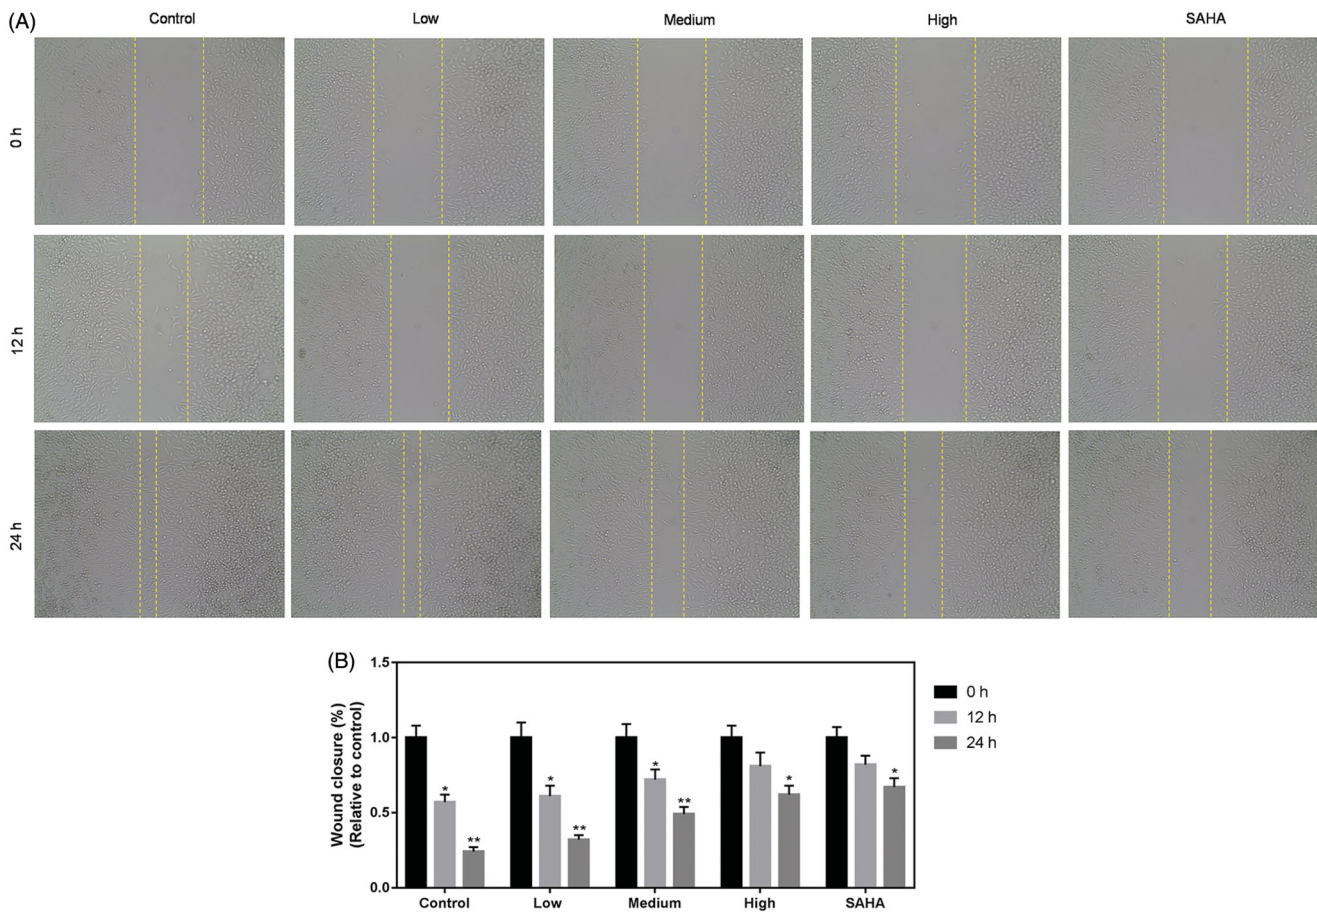 (A)
Control Low Medium High SAHA
0 h
12 h
24 h
(B)
Wound closure (%)
(Relative to control)
1.5
1.0
0.5
0.0
* ** * ** * ** * *
Control Low Medium High SAHA
0 h
12 h
24 h